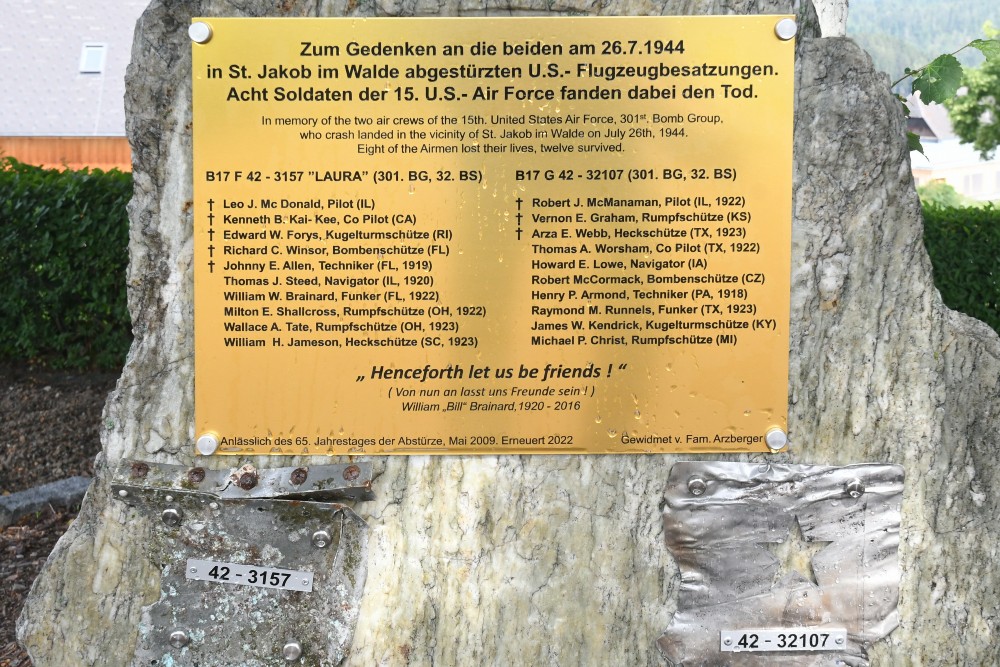 Zum Gedenken an die beiden am 26.7.1944
in St. Jakob im Walde abgestürzten U.S.- Flugzeugbesatzungen.
Acht Soldaten der 15. U.S.- Air Force fanden dabei den Tod.
In memory of the two air crews of the 15th. United States Air Force, 301st. Bomb Group,
who crash landed in the vicinity of St. Jakob im Walde on July 26th, 1944.
Eight of the Airmen lost their lives, twelve survived.
B17 F 42 - 3157 ”LAURA” (301. BG, 32. BS)
† Leo J. Mc Donald, Pilot (IL)
† Kenneth B. Kai- Kee, Co Pilot (CA)
† Edward W. Forys, Kugelturmschütze (RI)
† Richard C. Winsor, Bombenschütze (FL)
† Johnny E. Allen, Techniker (FL, 1919)
Thomas J. Steed, Navigator (IL, 1920)
William W. Brainard, Funker (FL, 1922)
Milton E. Shallcross, Rumpfschütze (OH, 1922)
Wallace A. Tate, Rumpfschütze (OH, 1923)
William H. Jameson, Heckschütze (SC, 1923)
B17 G 42 - 32107 (301. BG, 32. BS)
† Robert J. McManaman, Pilot (IL, 1922)
† Vernon E. Graham, Rumpfschütze (KS)
† Arza E. Webb, Heckschütze (TX, 1923)
Thomas A. Worsham, Co Pilot (TX, 1922)
Howard E. Lowe, Navigator (IA)
Robert McCormack, Bombenschütze (CZ)
Henry P. Armond, Techniker (PA, 1918)
Raymond M. Runnels, Funker (TX, 1923)
James W. Kendrick, Kugelturmschütze (KY)
Michael P. Christ, Rumpfschütze (MI)
„ Henceforth let us be friends ! “
( Von nun an lasst uns Freunde sein ! )
William „Bill“ Brainard,1920 - 2016
Anlässlich des 65. Jahrestages der Abstürze, Mai 2009. Erneuert 2022
Gewidmet v. Fam. Arzberger
42 - 3157
42 - 32107